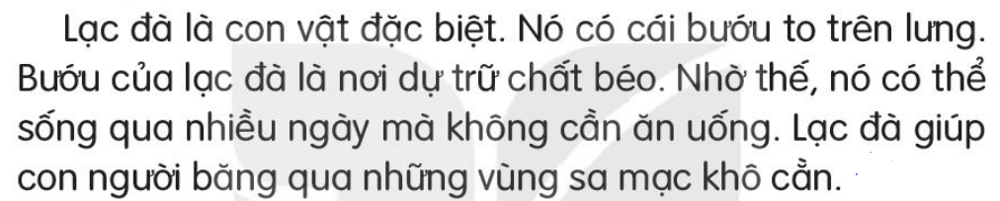 Lạc đà là con vật đặc biệt. Nó có cái bướu to trên lưng.
Bướu của lạc đà là nơi dự trữ chất béo. Nhờ thế, nó có thể
sống qua nhiều ngày mà không cần ăn uống. Lạc đà giúp
con người băng qua những vùng sa mạc khô cằn.